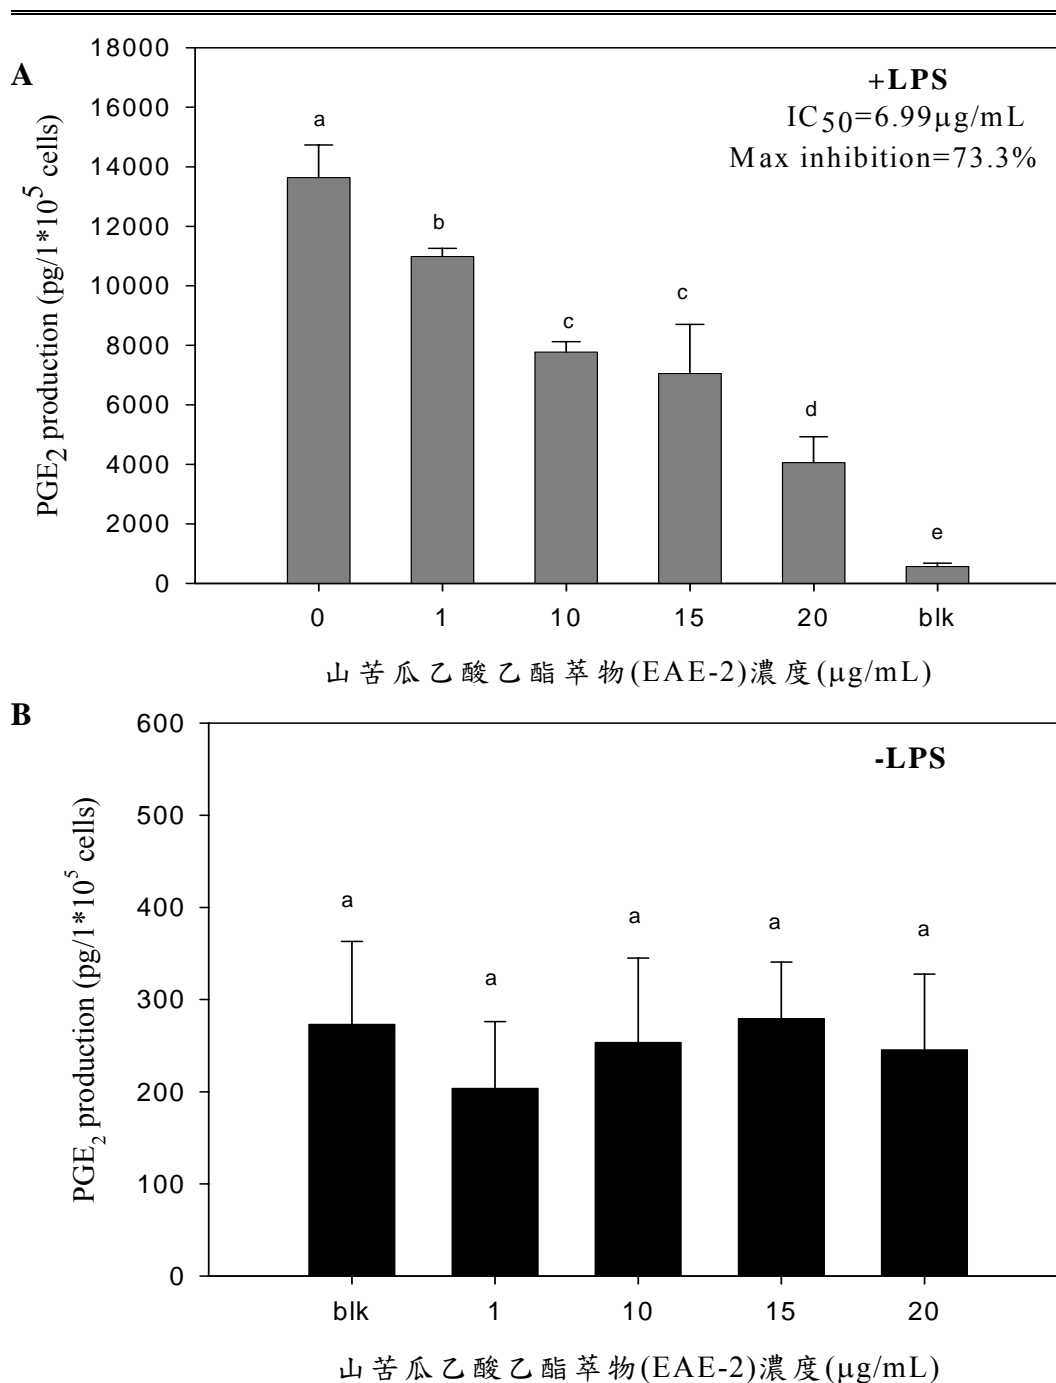 A
+LPS
IC50=6.99μg/mL
Max inhibition=73.3%
PGE2 production (pg/1*10^5 cells)
18000
16000
14000
12000
10000
8000
6000
4000
2000
0
a
b
c
c
d
e
0 1 10 15 20 blk
山苦瓜乙酸乙酯萃物(EAE-2)濃度(μg/mL)
B
-LPS
PGE2 production (pg/1*10^5 cells)
600
500
400
300
200
100
0
a
a
a
a
a
blk 1 10 15 20
山苦瓜乙酸乙酯萃物(EAE-2)濃度(μg/mL)